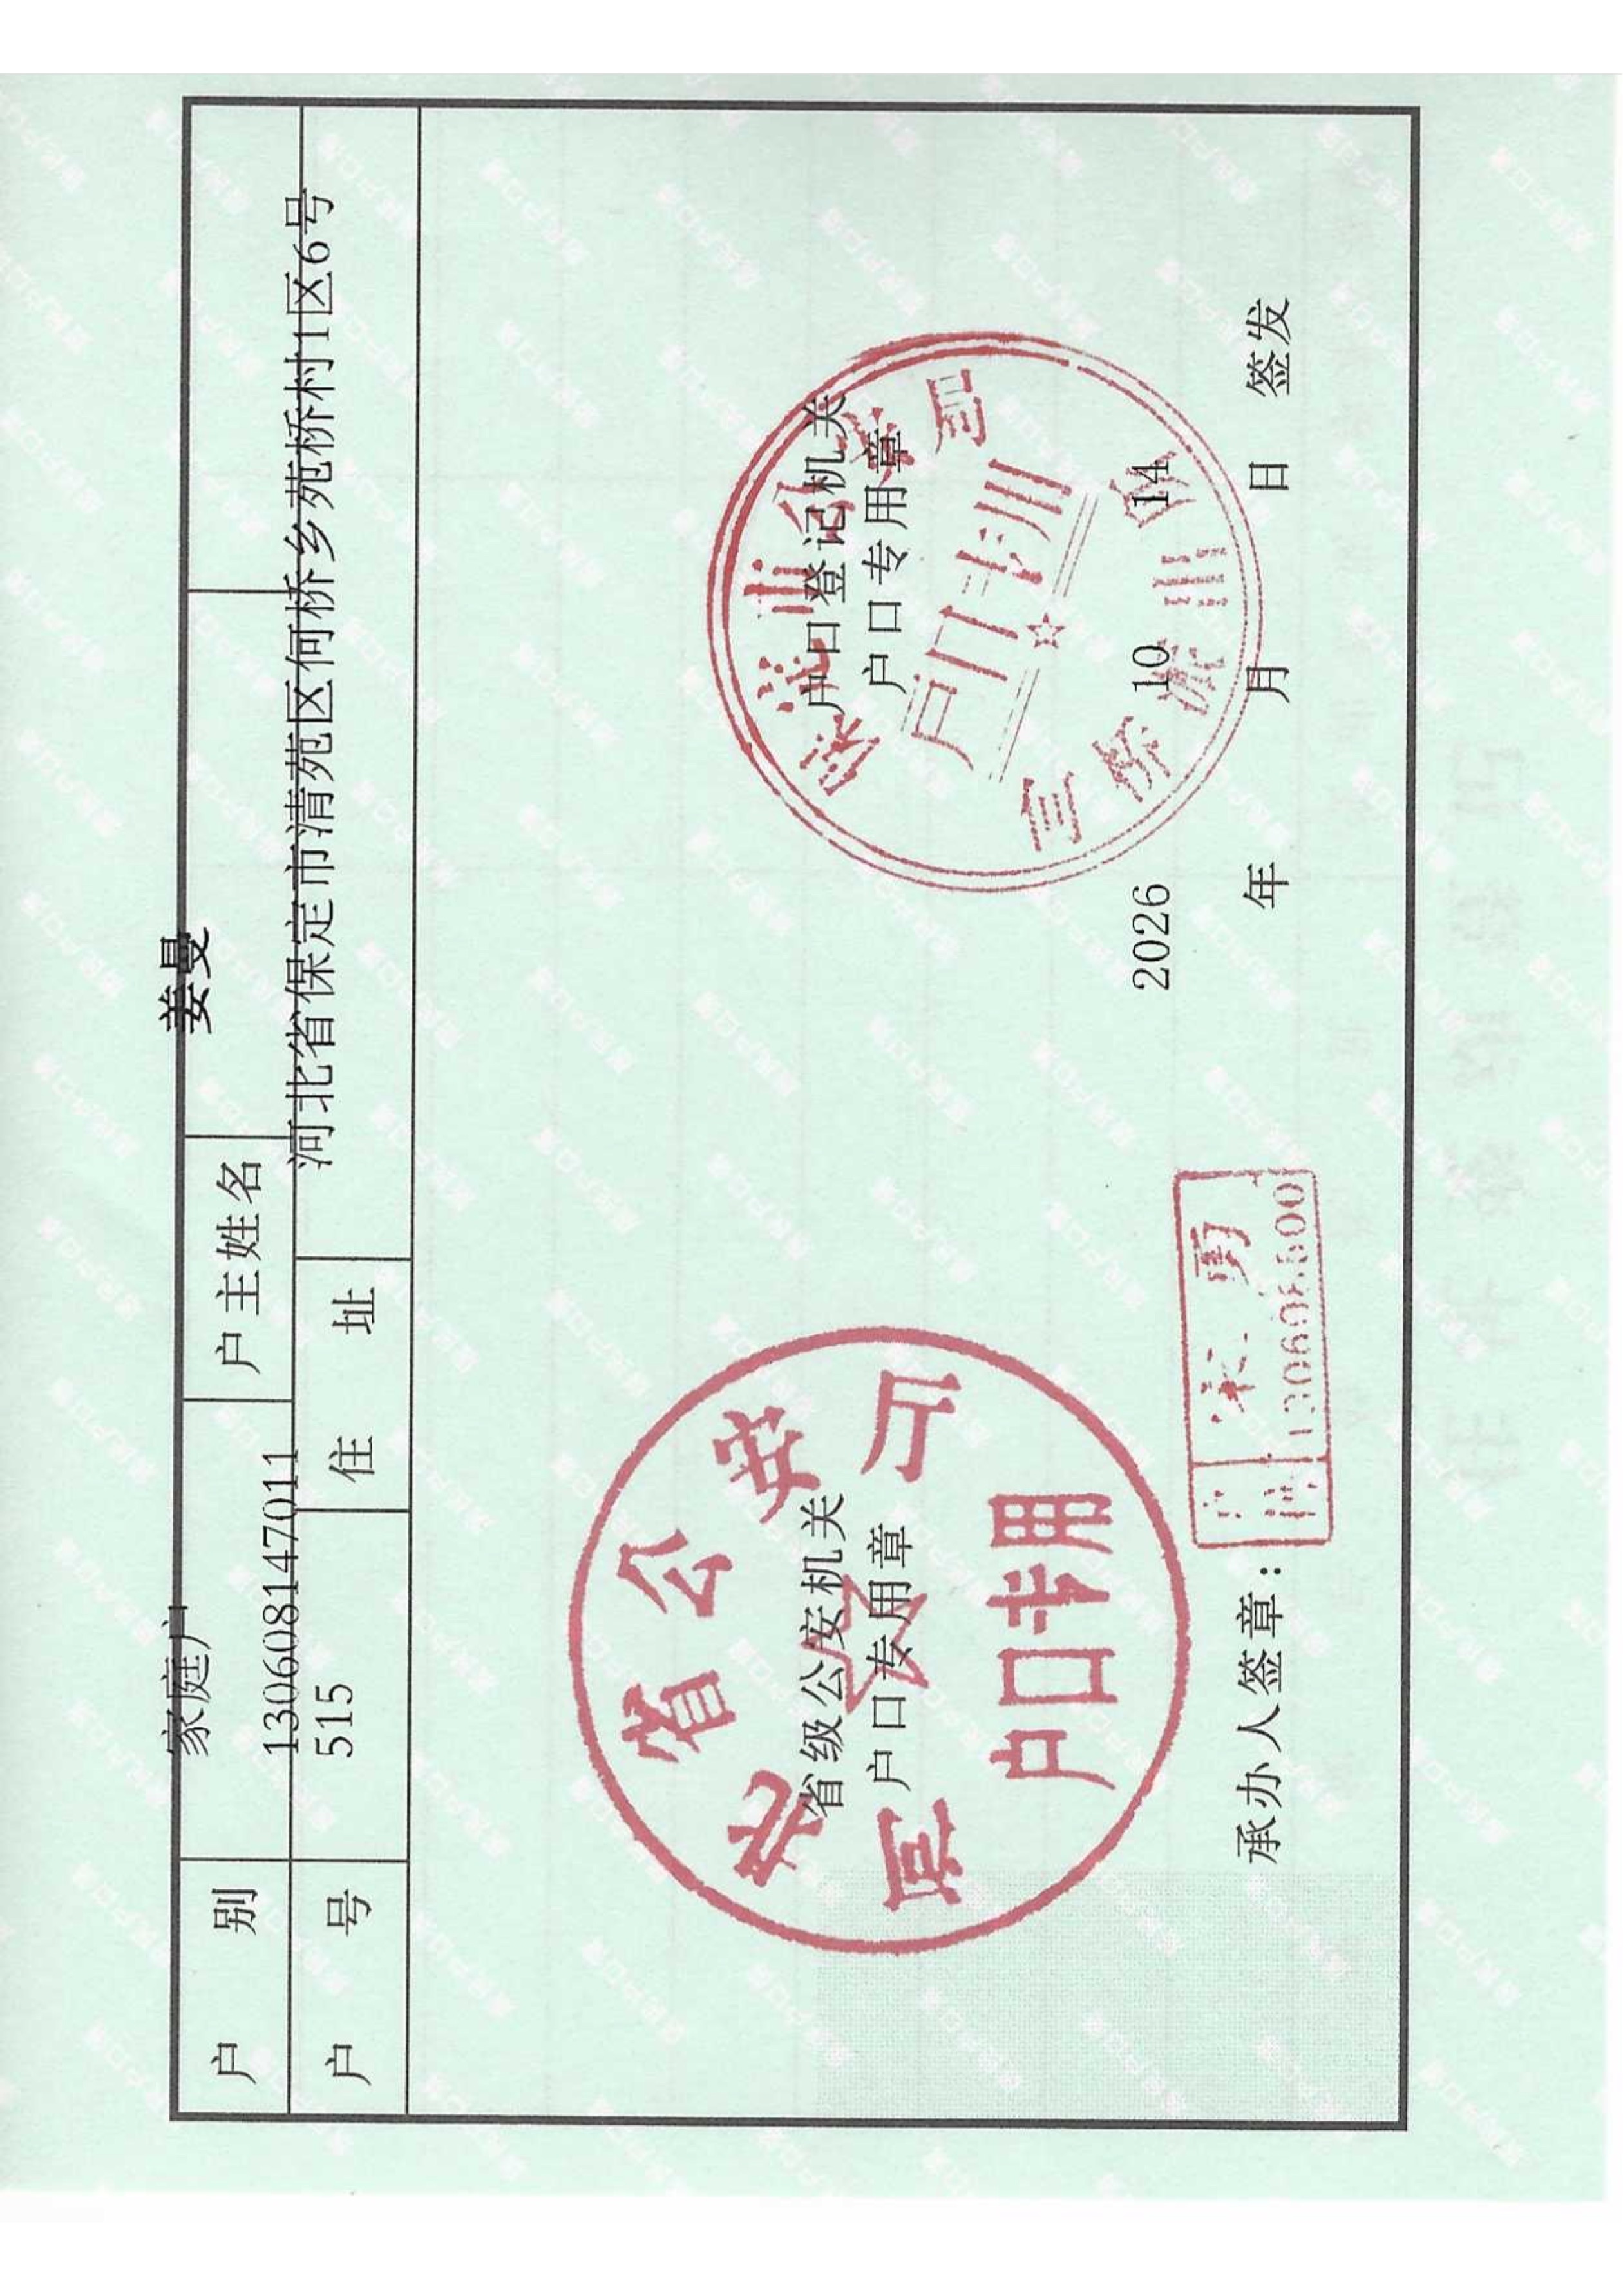 户 别 家庭户 户主姓名 姜曼
户 号 130608147011
515
住 址 河北省保定市清苑区何桥乡苑桥村1区6号
省级公安机关
户口专用章
省公安厅
户口专用
户口登记机关
户口专用章
2026 10 14
年 月 日 签发
承办人签章：
勇